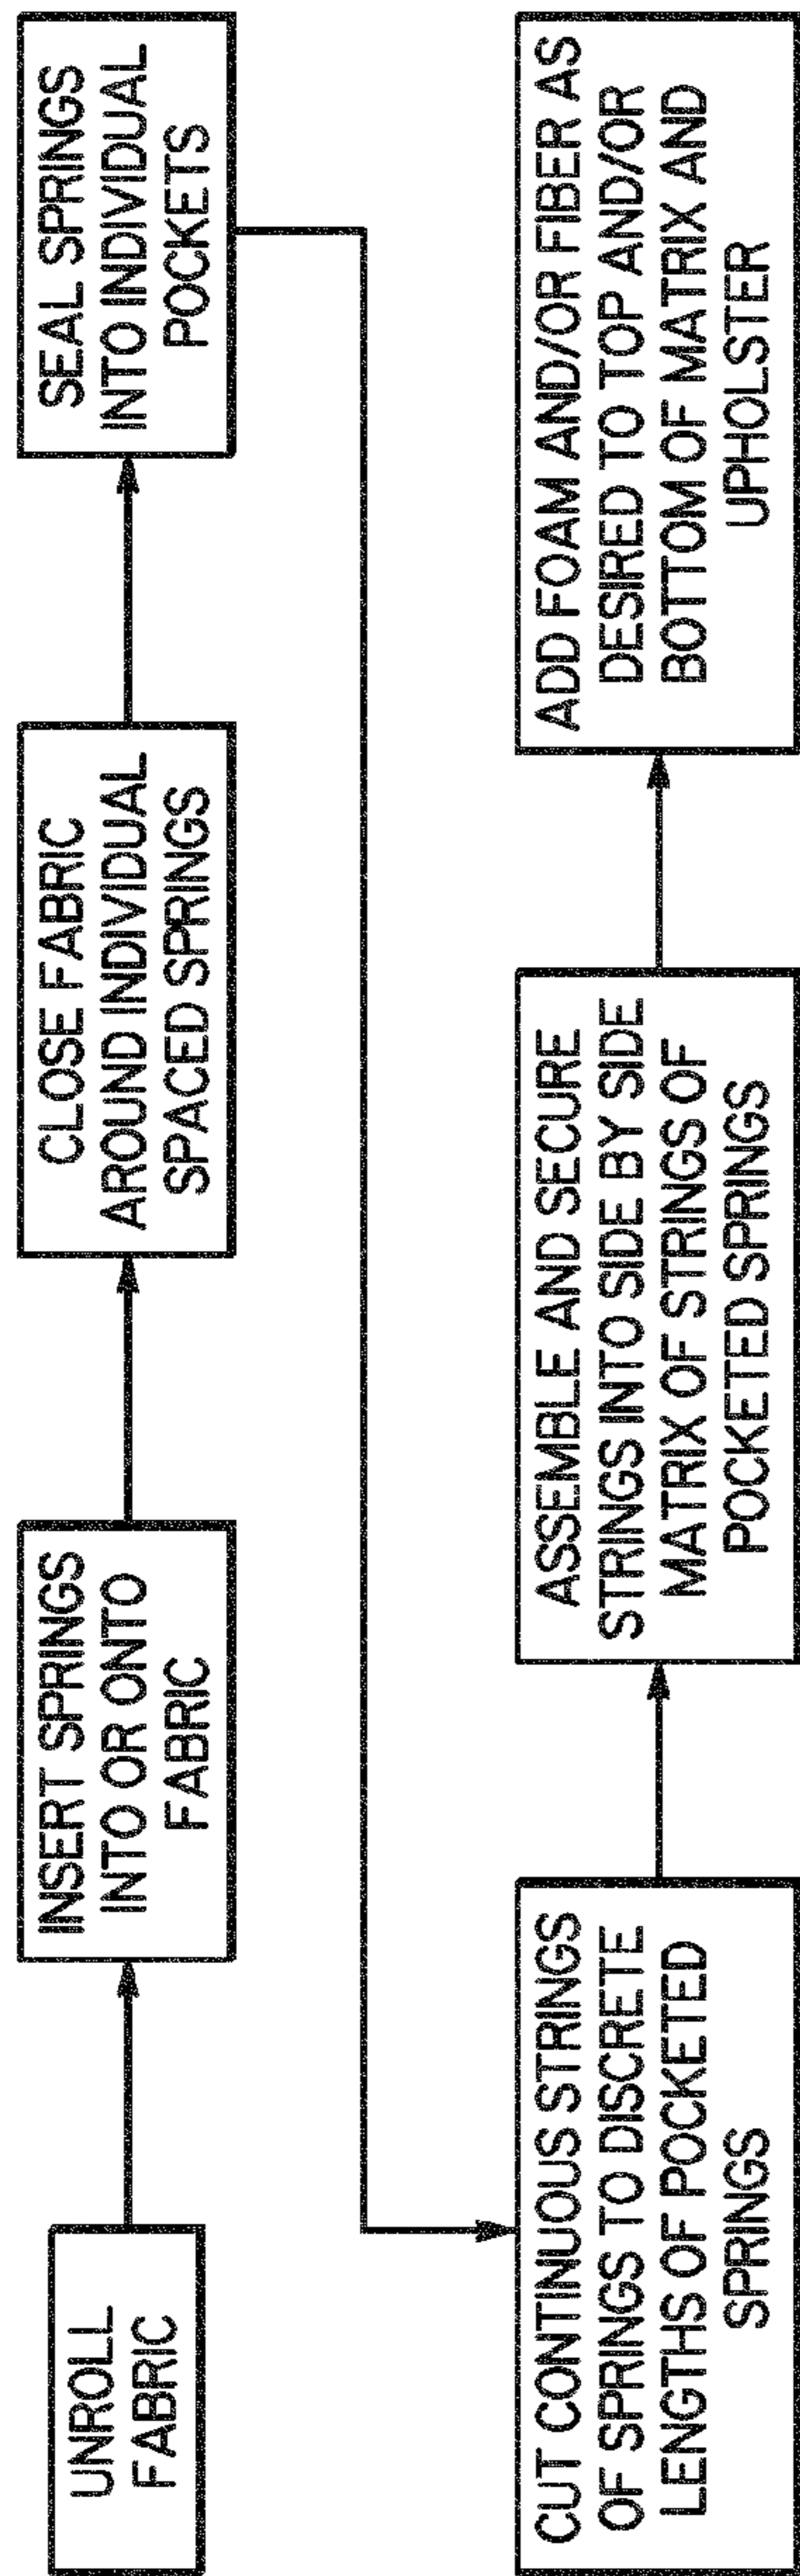 UNROLL
FABRIC
INSERT SPRINGS
INTO OR ONTO
FABRIC
CLOSE FABRIC
AROUND INDIVIDUAL
SPACED SPRINGS
SEAL SPRINGS
INTO INDIVIDUAL
POCKETS
CUT CONTINUOUS STRINGS
OF SPRINGS TO DISCRETE
LENGTHS OF POCKETED
SPRINGS
ASSEMBLE AND SECURE
STRINGS INTO SIDE BY SIDE
MATRIX OF STRINGS OF
POCKETED SPRINGS
ADD FOAM AND/OR FIBER AS
DESIRED TO TOP AND/OR
BOTTOM OF MATRIX AND
UPHOLSTER